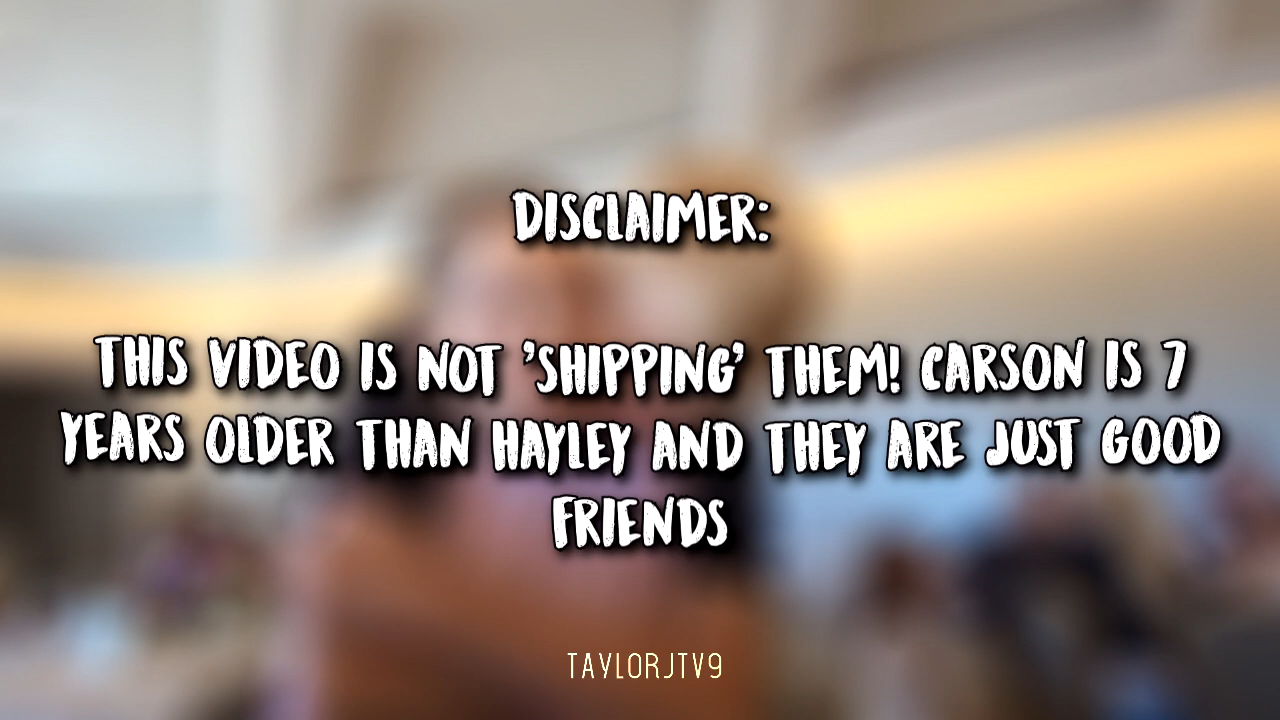 DISCLAIMER:
THIS VIDEO IS NOT 'SHIPPING' THEM! CARSON IS 7
YEARS OLDER THAN HAYLEY AND THEY ARE JUST GOOD
FRIENDS
TAYLORJTV9